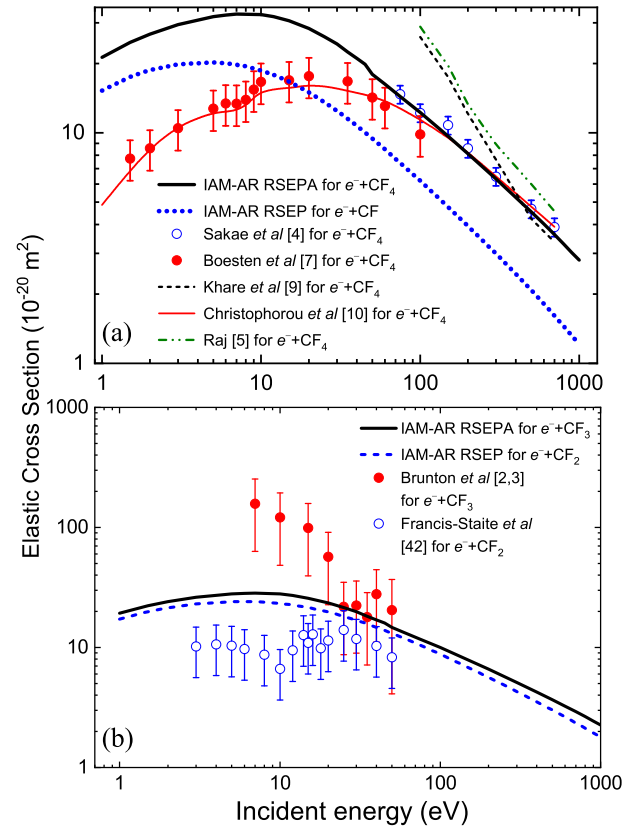 10
1
(a)
IAM-AR RSEPA for e⁻+CF₄
IAM-AR RSEP for e⁻+CF
Sakae et al [4] for e⁻+CF₄
Boesten et al [7] for e⁻+CF₄
Khare et al [9] for e⁻+CF₄
Christophorou et al [10] for e⁻+CF₄
Raj [5] for e⁻+CF₄
1 10 100 1000
Elastic Cross Section (10⁻²⁰ m²)
1000
100
10
1
IAM-AR RSEPA for e⁻+CF₃
IAM-AR RSEP for e⁻+CF₂
Brunton et al [2,3]
for e⁻+CF₃
Francis-Staite et al
[42] for e⁻+CF₂
(b)
1 10 100 1000
Incident energy (eV)